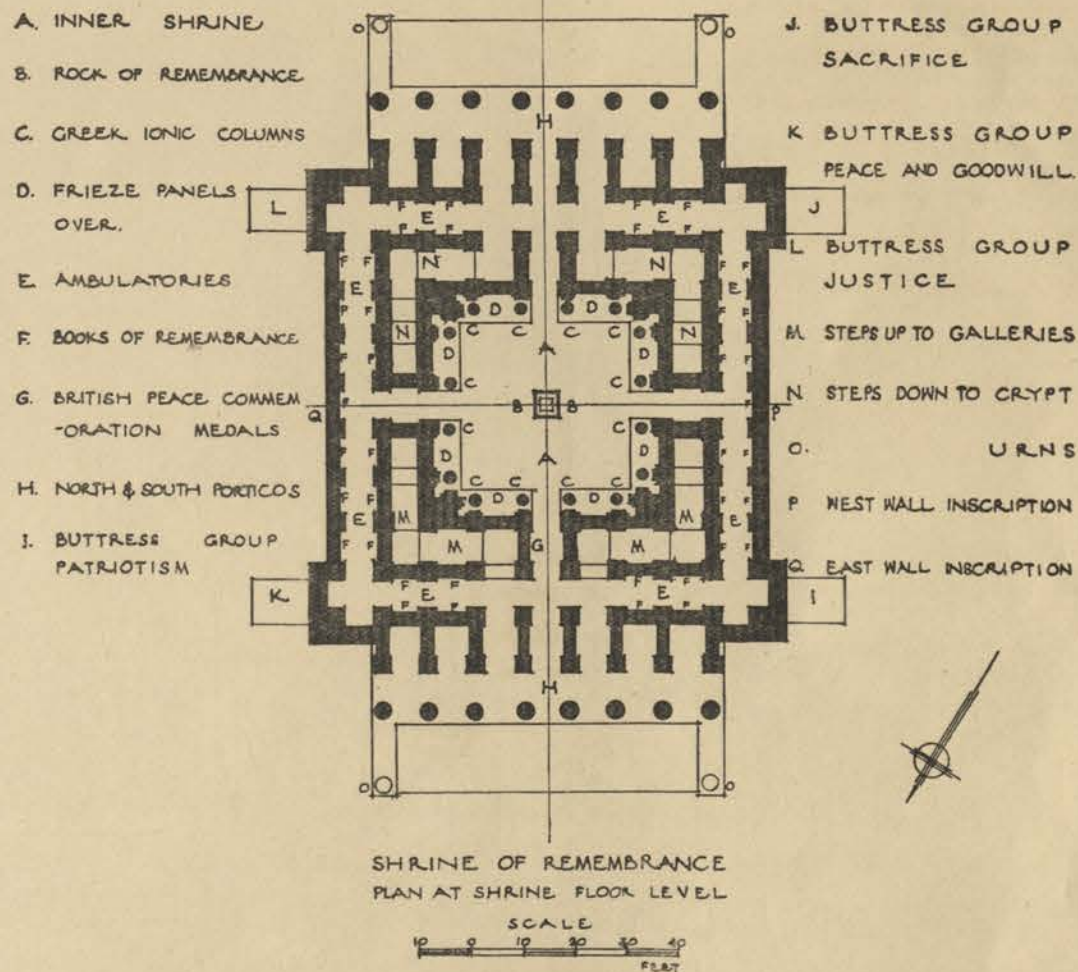 A. INNER SHRINE
B. ROCK OF REMEMBRANCE
C. GREEK IONIC COLUMNS
D. FRIEZE PANELS
OVER.
E. AMBULATORIES
F. BOOKS OF REMEMBRANCE
G. BRITISH PEACE COMMEM
-ORATION MEDALS
H. NORTH & SOUTH PORTICOS
I. BUTTRESS GROUP
PATRIOTISM
J. BUTTRESS GROUP
SACRIFICE
K BUTTRESS GROUP
PEACE AND GOODWILL.
L BUTTRESS GROUP
JUSTICE
M STEPS UP TO GALLERIES
N STEPS DOWN TO CRYPT
O. URNS
P WEST WALL INSCRIPTION
Q EAST WALL INSCRIPTION
O O O O
H
L F F E F F F F E F F J
N N
F F E F F E
D D
C C C C
N N
D D
C C
A
Q B B P
C C
A
D D
C C C C
D D
M M
E F F E F F
M G M
K F F E F F F F E F F I
H
O O
SHRINE OF REMEMBRANCE
PLAN AT SHRINE FLOOR LEVEL
SCALE
10 0 10 20 30 40
FEET